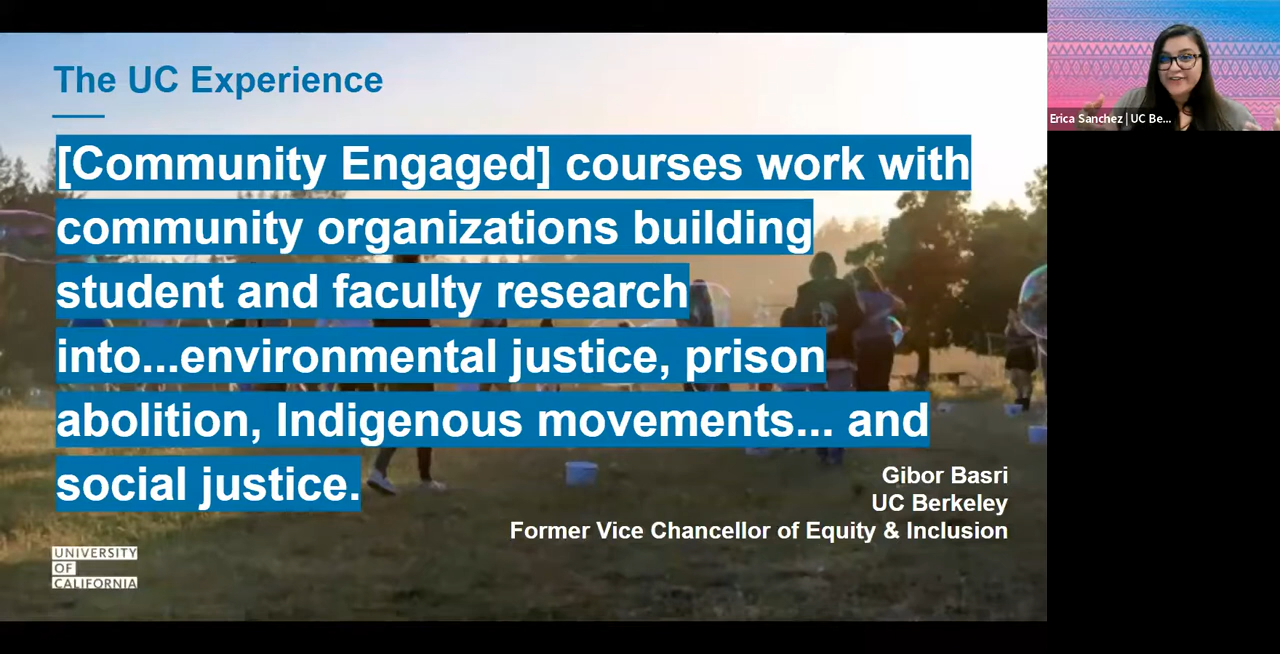 The UC Experience
[Community Engaged] courses work with
community organizations building
student and faculty research
into...environmental justice, prison
abolition, Indigenous movements... and
social justice.
Gibor Basri
UC Berkeley
Former Vice Chancellor of Equity & Inclusion
UNIVERSITY
OF
CALIFORNIA
Erica Sanchez | UC Be...